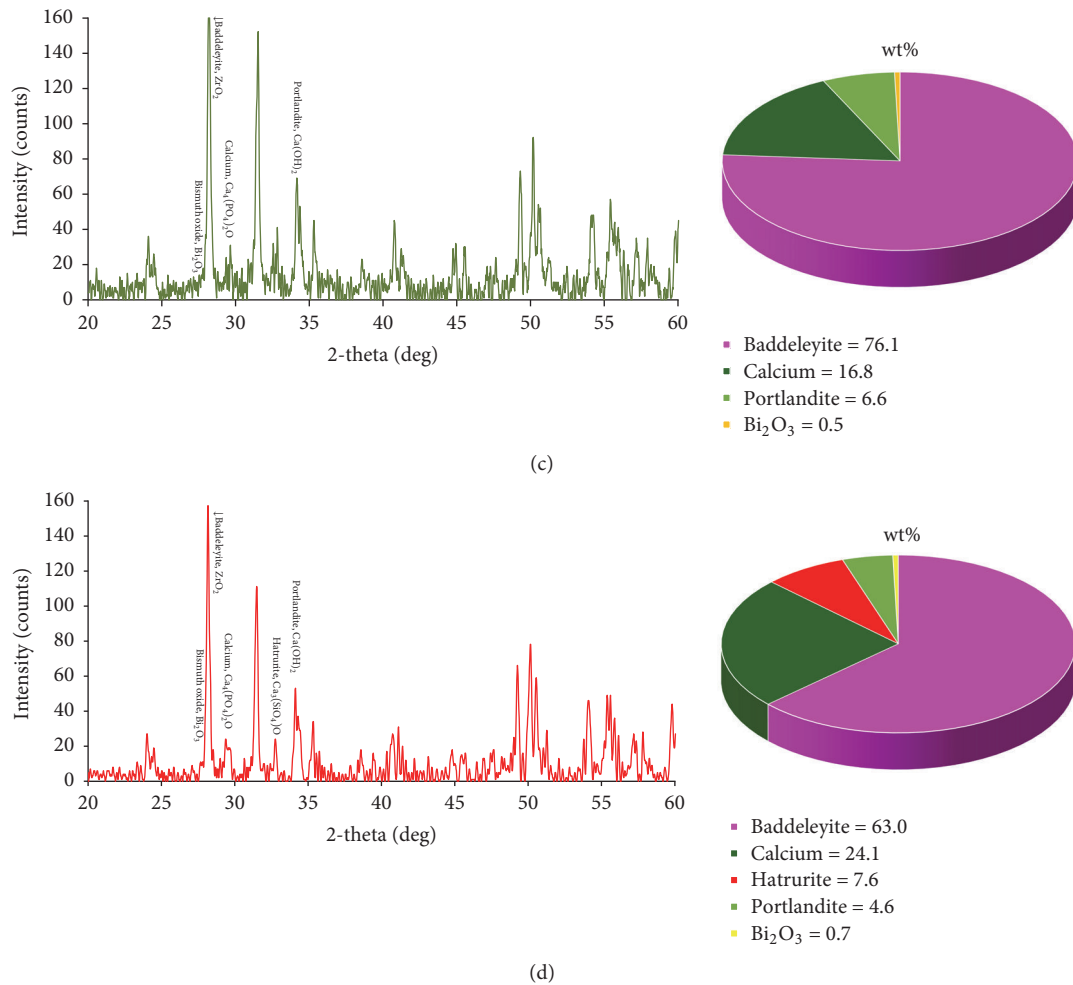 160
140
120
100
80
60
40
20
0
Intensity (counts)
Bismuth oxide, Bi₂O₃
↓Baddeleyite, ZrO₂
Calcium, Ca₄(PO₄)₂O
Portlandite, Ca(OH)₂
20 25 30 35 40 45 50 55 60
2-theta (deg)
wt%
Baddeleyite = 76.1
Calcium = 16.8
Portlandite = 6.6
Bi₂O₃ = 0.5
(c)
160
140
120
100
80
60
40
20
0
Intensity (counts)
Bismuth oxide, Bi₂O₃
↓Baddeleyite, ZrO₂
Calcium, Ca₄(PO₄)₂O
Hatrurite, Ca₃(SiO₄)O
Portlandite, Ca(OH)₂
20 25 30 35 40 45 50 55 60
2-theta (deg)
wt%
Baddeleyite = 63.0
Calcium = 24.1
Hatrurite = 7.6
Portlandite = 4.6
Bi₂O₃ = 0.7
(d)